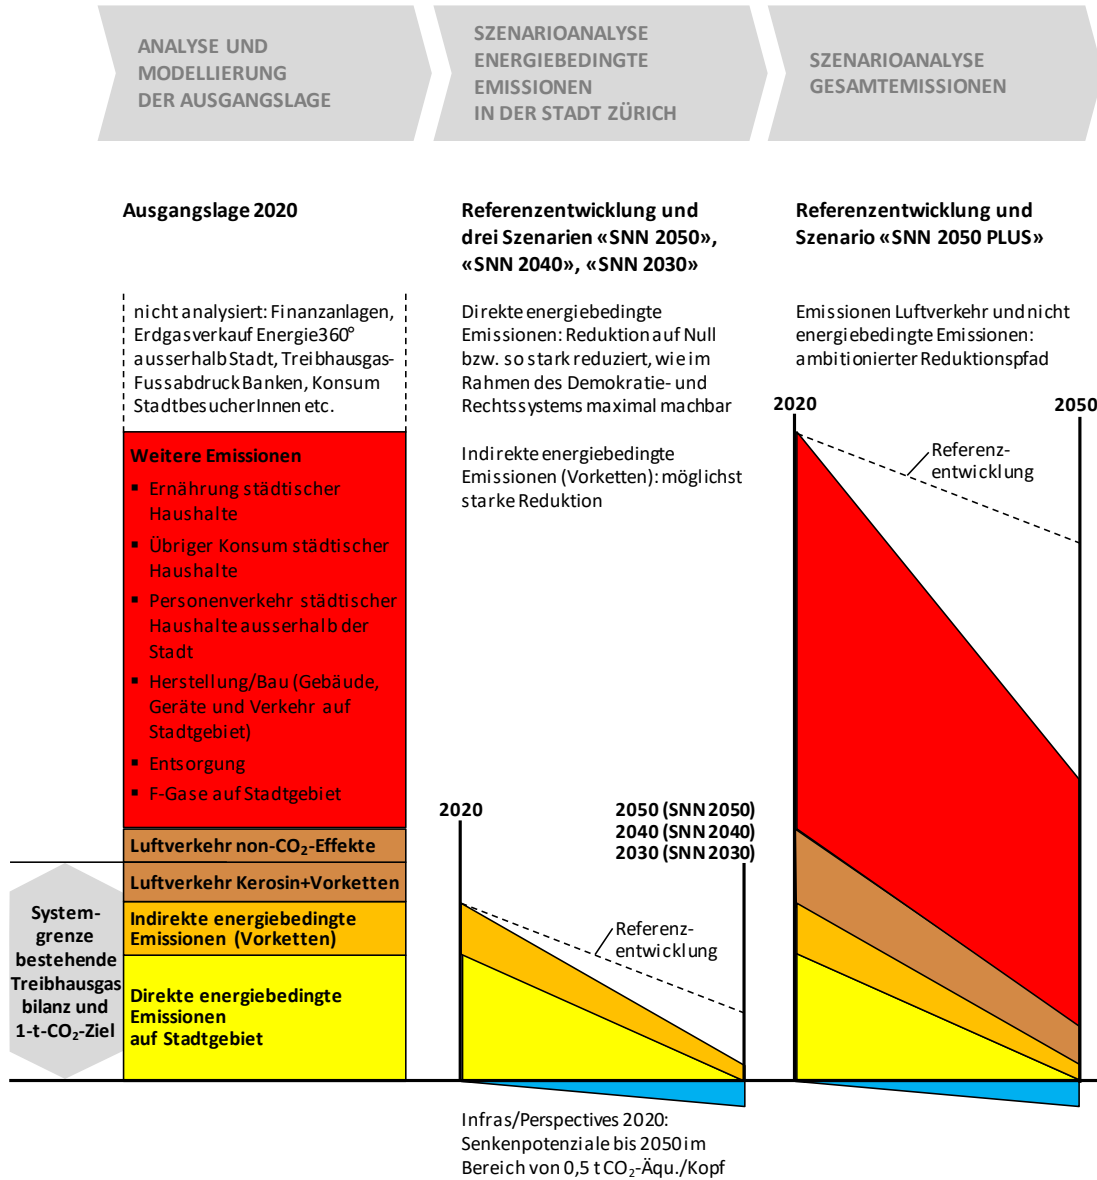 ANALYSE UND
MODELLIERUNG
DER AUSGANGSLAGE
SZENARIOANALYSE
ENERGIEBEDINGTE
EMISSIONEN
IN DER STADT ZÜRICH
SZENARIOANALYSE
GESAMTEMISSIONEN
Ausgangslage 2020
nicht analysiert: Finanzanlagen,
Erdgasverkauf Energie360°
ausserhalb Stadt, Treibhausgas-
Fussabdruck Banken, Konsum
StadtbesucherInnen etc.
Weitere Emissionen
▪ Ernährung städtischer
Haushalte
▪ Übriger Konsum städtischer
Haushalte
▪ Personenverkehr städtischer
Haushalte ausserhalb der
Stadt
▪ Herstellung/Bau (Gebäude,
Geräte und Verkehr auf
Stadtgebiet)
▪ Entsorgung
▪ F-Gase auf Stadtgebiet
Luftverkehr non-CO₂-Effekte
Luftverkehr Kerosin+Vorketten
Indirekte energiebedingte
Emissionen (Vorketten)
Direkte energiebedingte
Emissionen
auf Stadtgebiet
System-
grenze
bestehende
Treibhausgas
bilanz und
1-t-CO₂-Ziel
Referenzentwicklung und
drei Szenarien «SNN 2050»,
«SNN 2040», «SNN 2030»
Direkte energiebedingte
Emissionen: Reduktion auf Null
bzw. so stark reduziert, wie im
Rahmen des Demokratie- und
Rechtssystems maximal machbar
Indirekte energiebedingte
Emissionen (Vorketten): möglichst
starke Reduktion
2020
2050 (SNN 2050)
2040 (SNN 2040)
2030 (SNN 2030)
Referenz-
entwicklung
Infras/Perspectives 2020:
Senkenpotenziale bis 2050 im
Bereich von 0,5 t CO₂-Äqu./Kopf
Referenzentwicklung und
Szenario «SNN 2050 PLUS»
Emissionen Luftverkehr und nicht
energiebedingte Emissionen:
ambitionierter Reduktionspfad
2020
2050
Referenz-
entwicklung